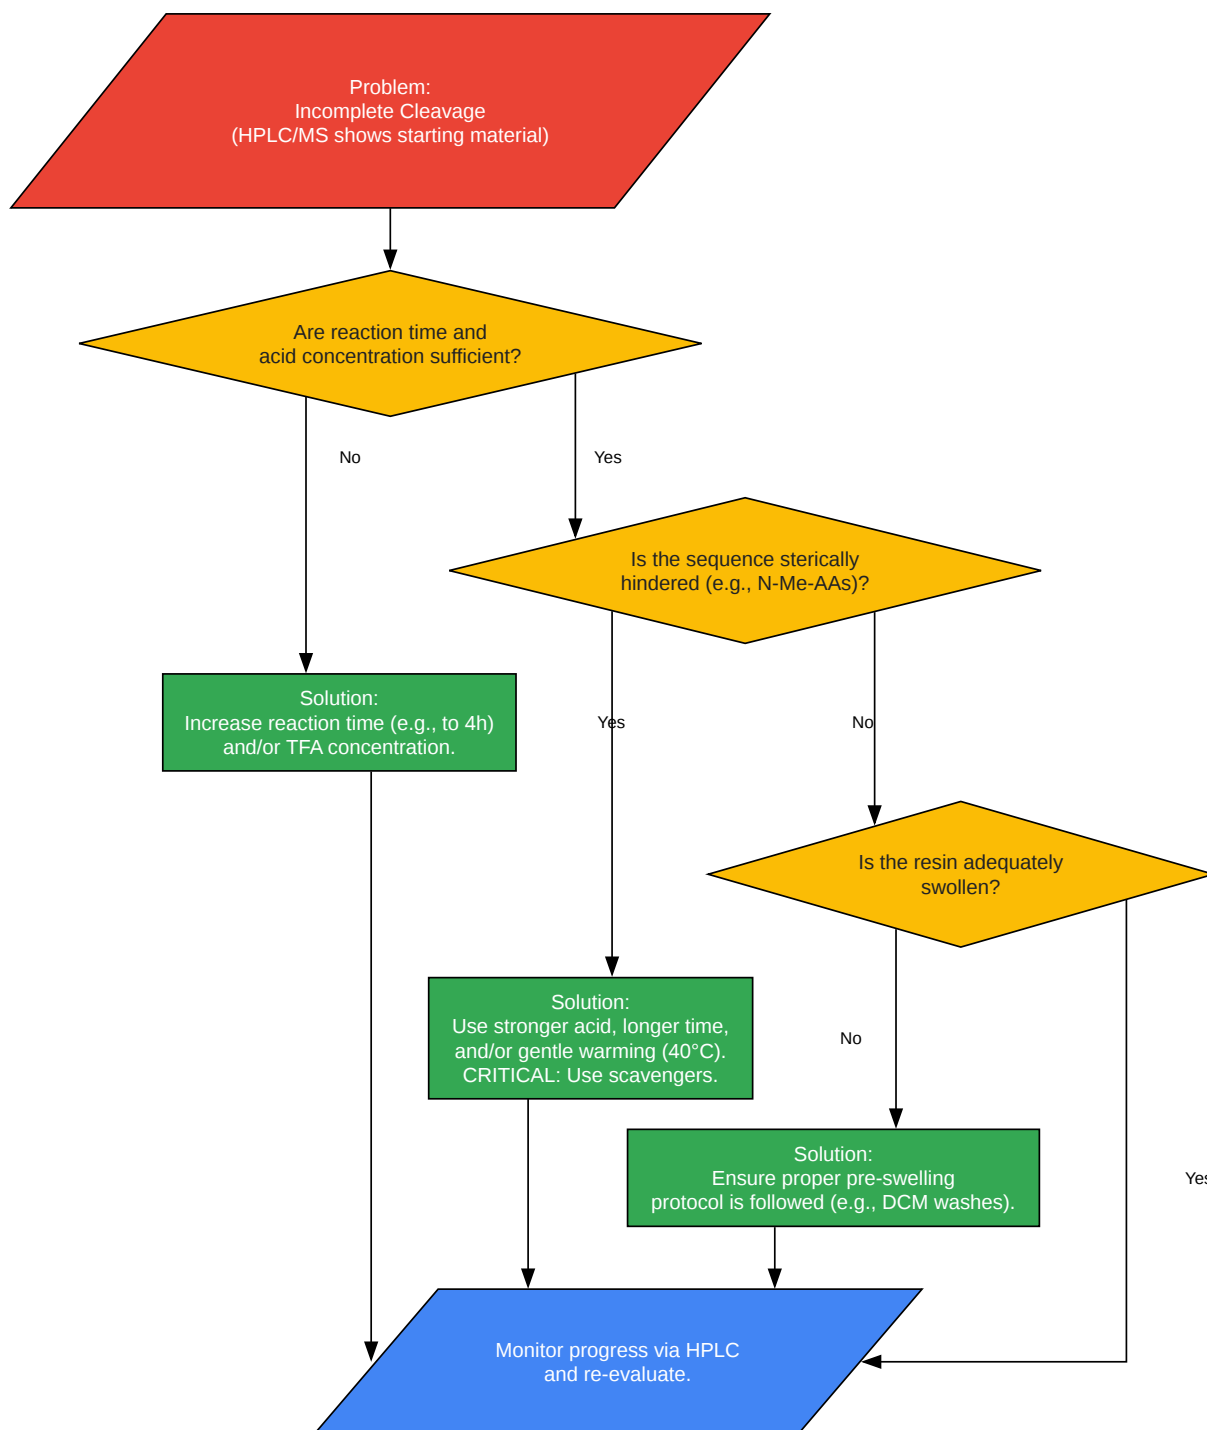 Problem:
Incomplete Cleavage
(HPLC/MS shows starting material)
Are reaction time and
acid concentration sufficient?
No
Yes
Is the sequence sterically
hindered (e.g., N-Me-AAs)?
Solution:
Increase reaction time (e.g., to 4h)
and/or TFA concentration.
Yes
No
Is the resin adequately
swollen?
Solution:
Use stronger acid, longer time,
and/or gentle warming (40°C).
CRITICAL: Use scavengers.
No
Solution:
Ensure proper pre-swelling
protocol is followed (e.g., DCM washes).
Yes
Monitor progress via HPLC
and re-evaluate.